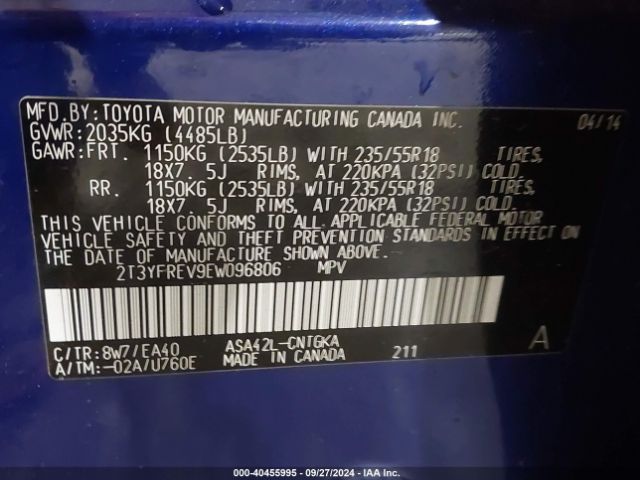 MFD.BY:TOYOTA MOTOR MANUFACTURING CANADA INC. 04/14
GVWR:2035KG (4485LB)
GAWR:FRT. 1150KG (2535LB) WITH 235/55R18 TIRES,
18X7. 5J RIMS, AT 220KPA (32PSI) COLD.
RR. 1150KG (2535LB) WITH 235/55R18 TIRES,
18X7. 5J RIMS, AT 220KPA (32PSI) COLD.
THIS VEHICLE CONFORMS TO ALL APPLICABLE FEDERAL MOTOR
VEHICLE SAFETY AND THEFT PREVENTION STANDARDS IN EFFECT ON
THE DATE OF MANUFACTURE SHOWN ABOVE.
2T3YFREV9EW096806 MPV
C/TR:8W7/EA40 ASA42L-CNTGKA 211 A
A/TM:-02A/U760E MADE IN CANADA
000-40455995 - 09/27/2024 - IAA Inc.